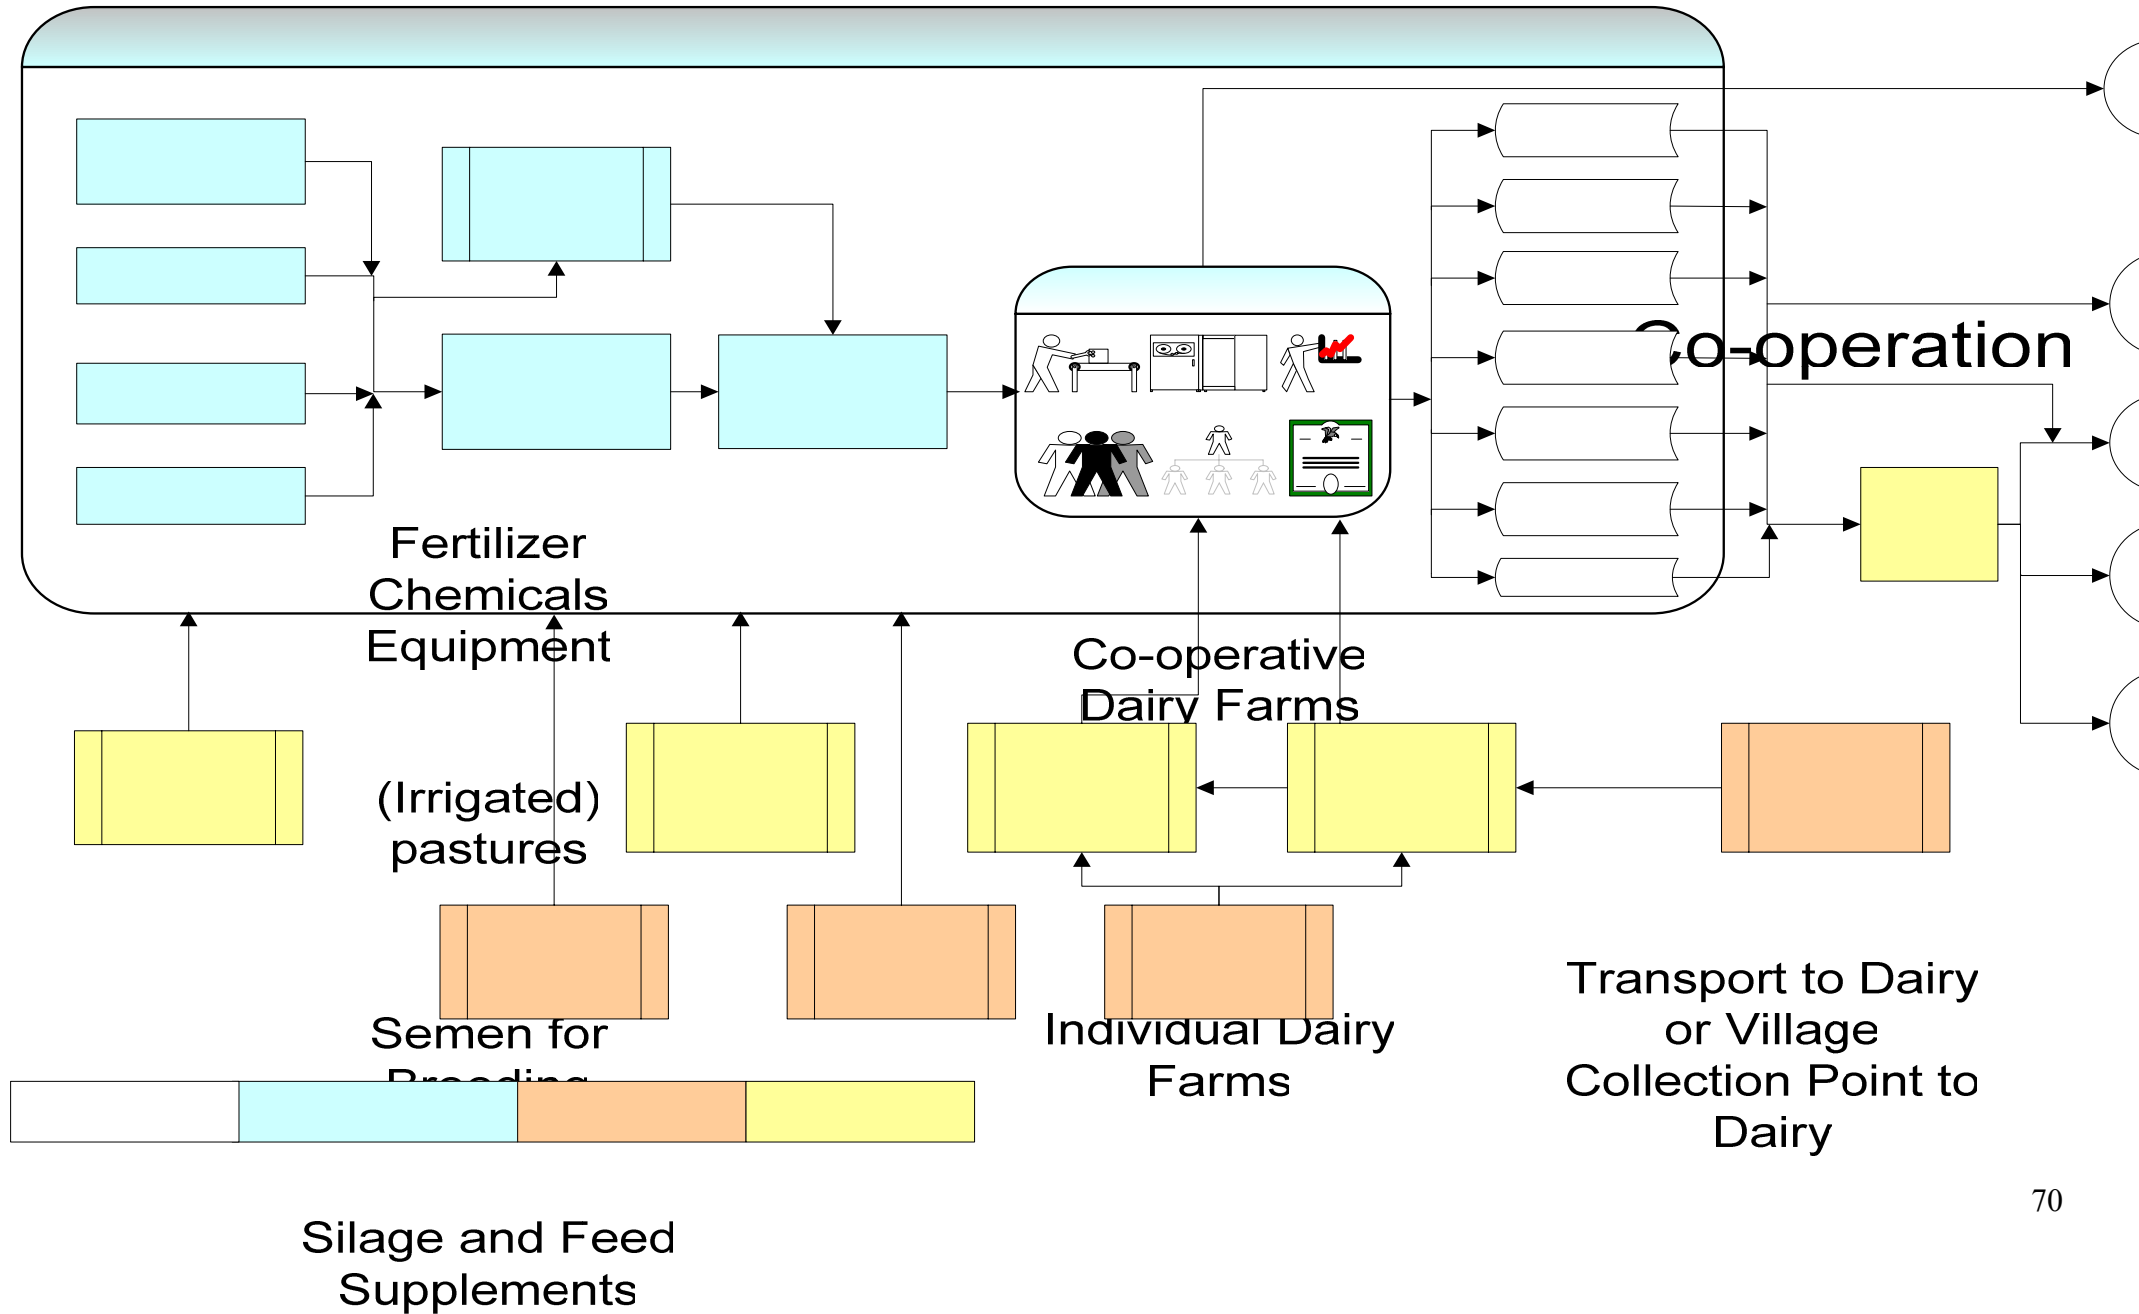 Co-operation
Fertilizer
Chemicals
Equipment
Co-operative
Dairy Farms
(Irrigated)
pastures
Semen for
Breeding
Individual Dairy
Farms
Transport to Dairy
or Village
Collection Point to
Dairy
70
Silage and Feed
Supplements